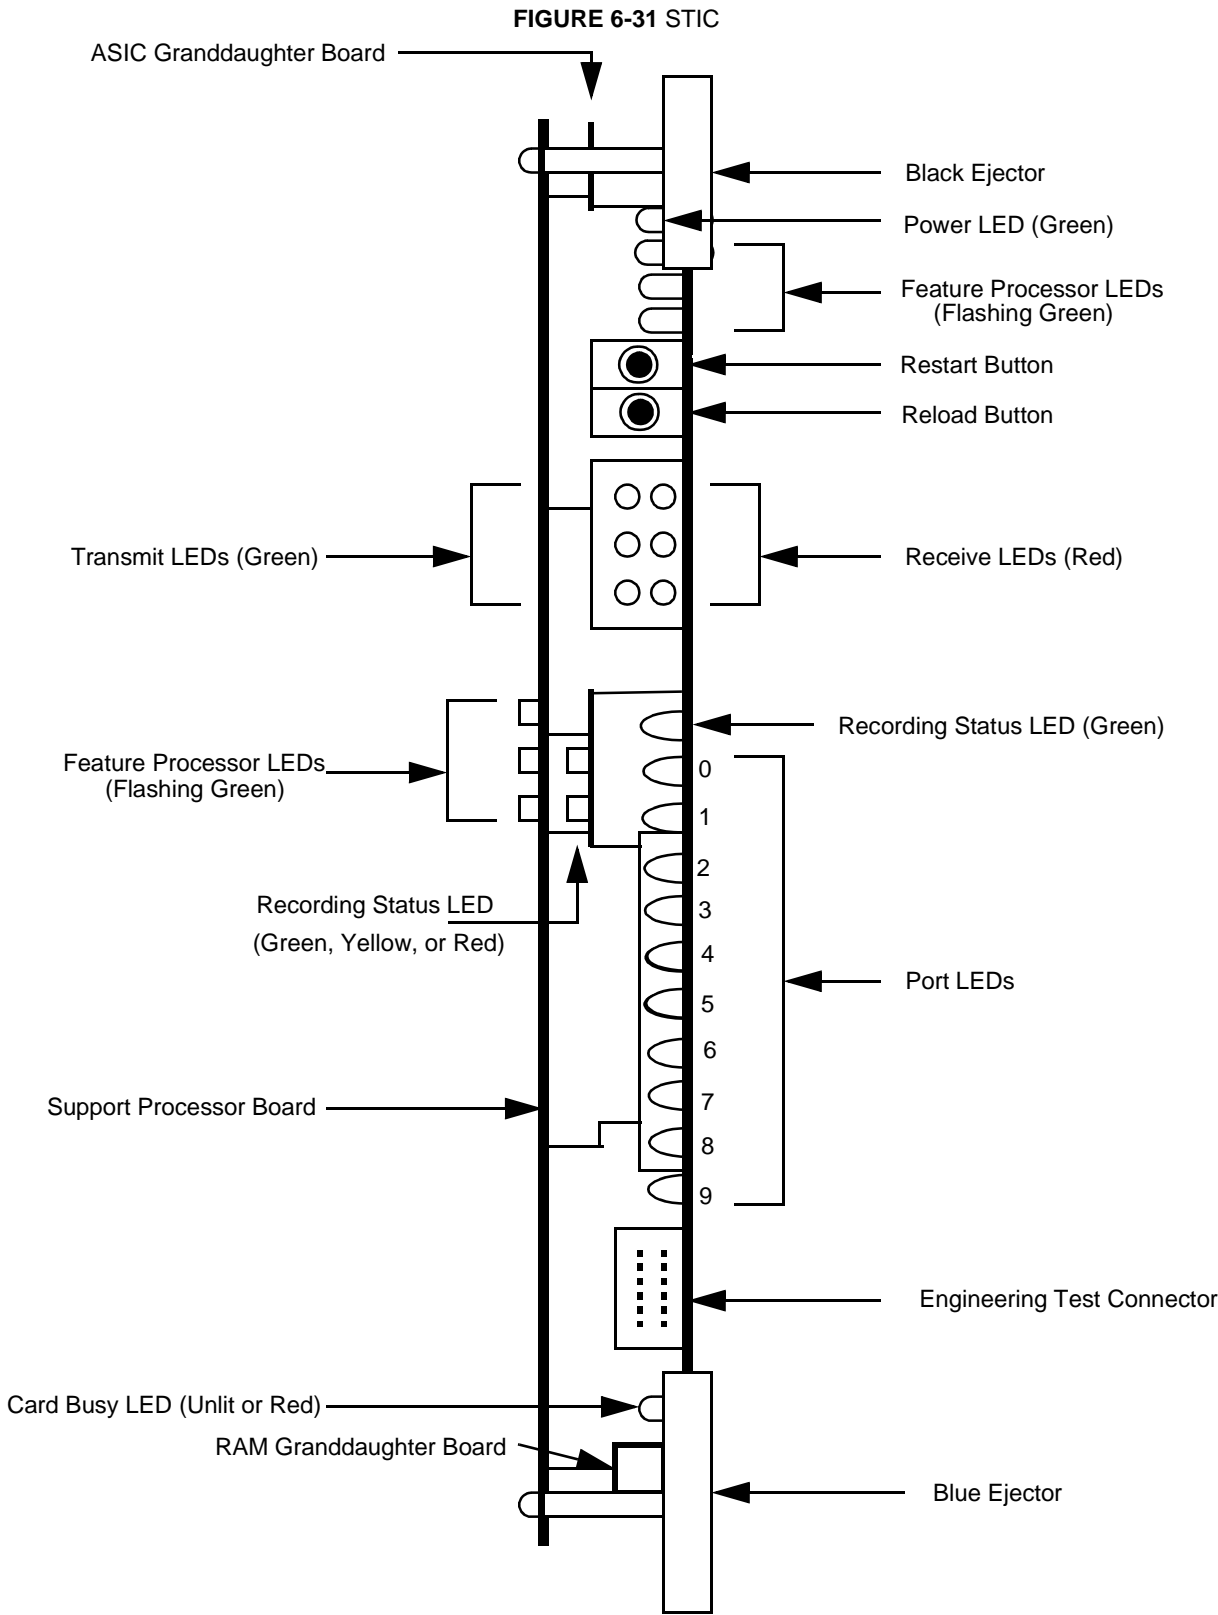 FIGURE 6-31 STIC
ASIC Granddaughter Board
Black Ejector
Power LED (Green)
Feature Processor LEDs
(Flashing Green)
Restart Button
Reload Button
Transmit LEDs (Green)
Receive LEDs (Red)
Recording Status LED (Green)
Feature Processor LEDs
(Flashing Green)
0
1
2
3
4
5
6
7
8
9
Recording Status LED
(Green, Yellow, or Red)
Port LEDs
Support Processor Board
Engineering Test Connector
Card Busy LED (Unlit or Red)
RAM Granddaughter Board
Blue Ejector